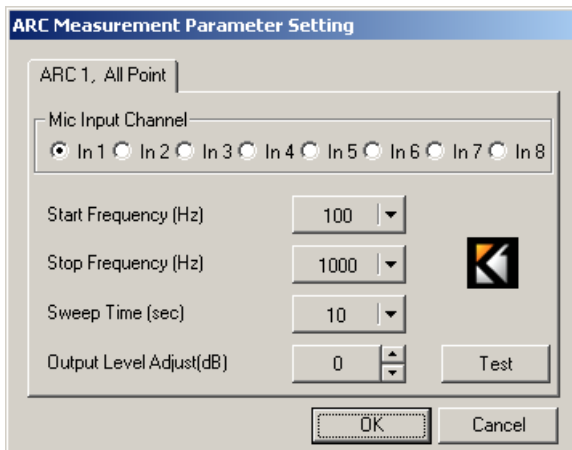 ARC Measurement Parameter Setting
ARC 1, All Point
Mic Input Channel
In 1 In 2 In 3 In 4 In 5 In 6 In 7 In 8
Start Frequency (Hz) 100
Stop Frequency (Hz) 1000
Sweep Time (sec) 10
Output Level Adjust(dB) 0 Test
OK Cancel